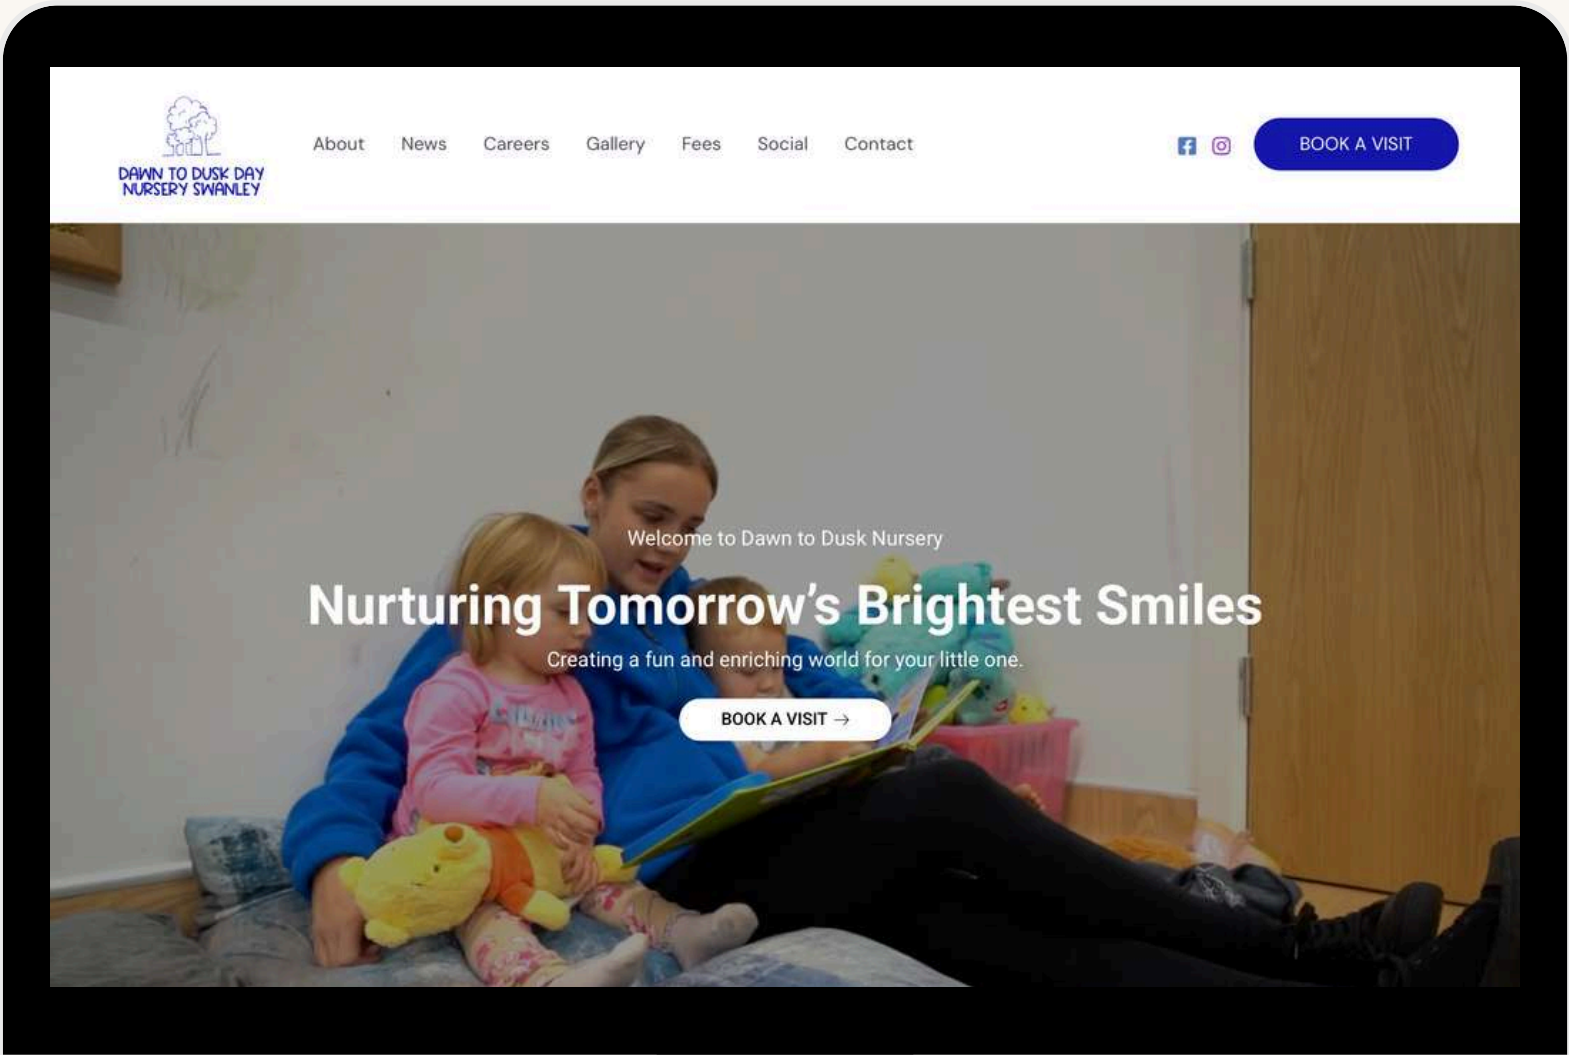 DAWN TO DUSK DAY
NURSERY SWANLEY
About News Careers Gallery Fees Social Contact
BOOK A VISIT
Welcome to Dawn to Dusk Nursery
Nurturing Tomorrow’s Brightest Smiles
Creating a fun and enriching world for your little one.
BOOK A VISIT →